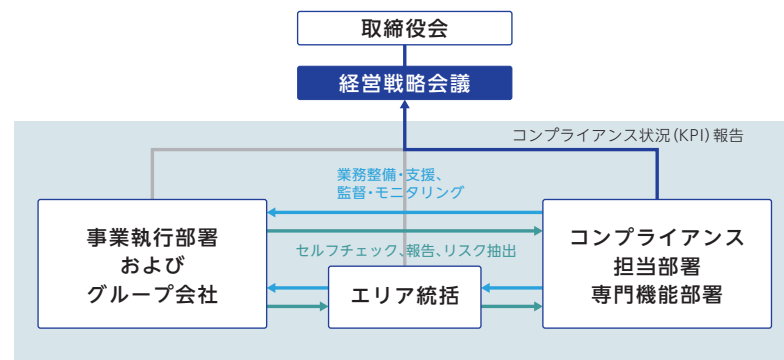 取締役会
経営戦略会議
コンプライアンス状況(KPI)報告
業務整備・支援、
監督・モニタリング
事業執行部署
および
グループ会社
セルフチェック、報告、リスク抽出
エリア統括
コンプライアンス
担当部署
専門機能部署